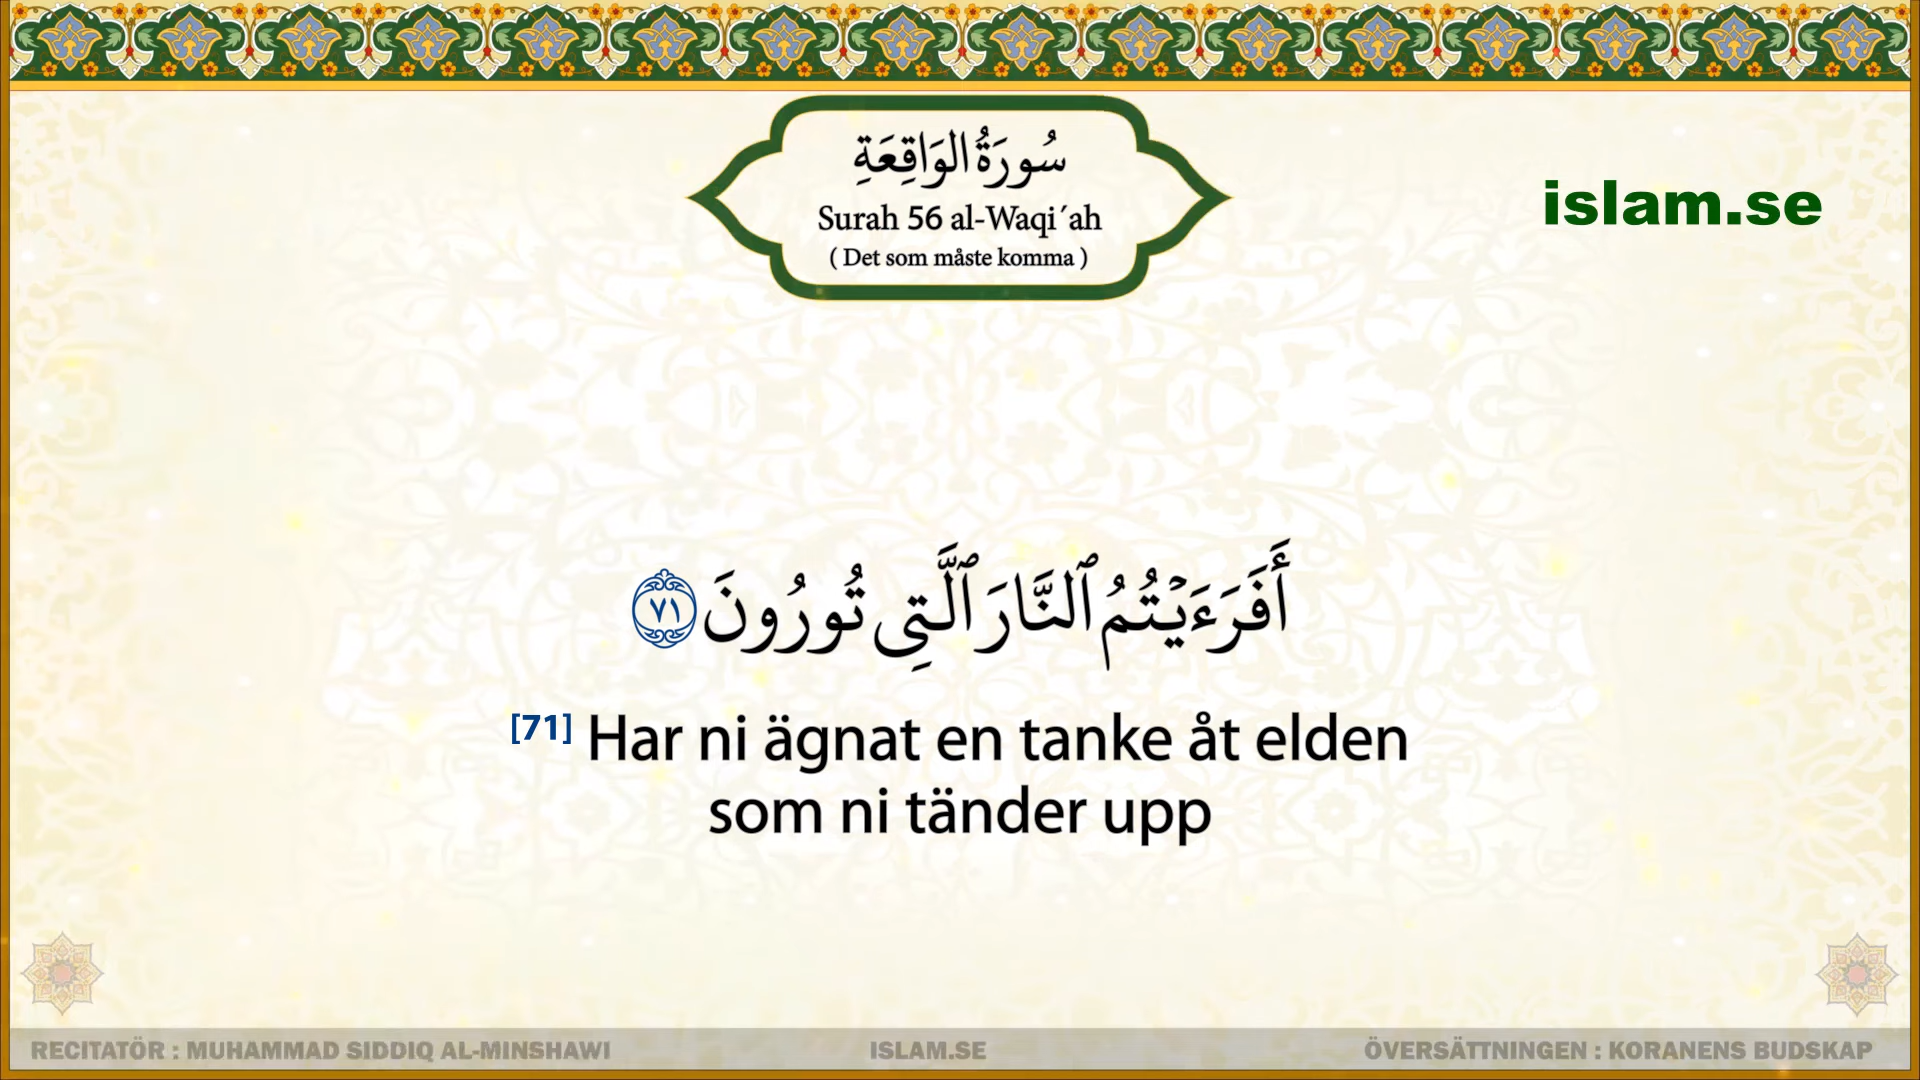 سُورَةُ الوَاقِعَةِ
Surah 56 al-Waqi´ah
( Det som måste komma )
islam.se
أَفَرَءَيْتُمُ ٱلنَّارَ ٱلَّتِى تُورُونَ ٧١
[71] Har ni ägnat en tanke åt elden
som ni tänder upp
RECITATÖR : MUHAMMAD SIDDIQ AL-MINSHAWI
ISLAM.SE
ÖVERSÄTTNINGEN : KORANENS BUDSKAP